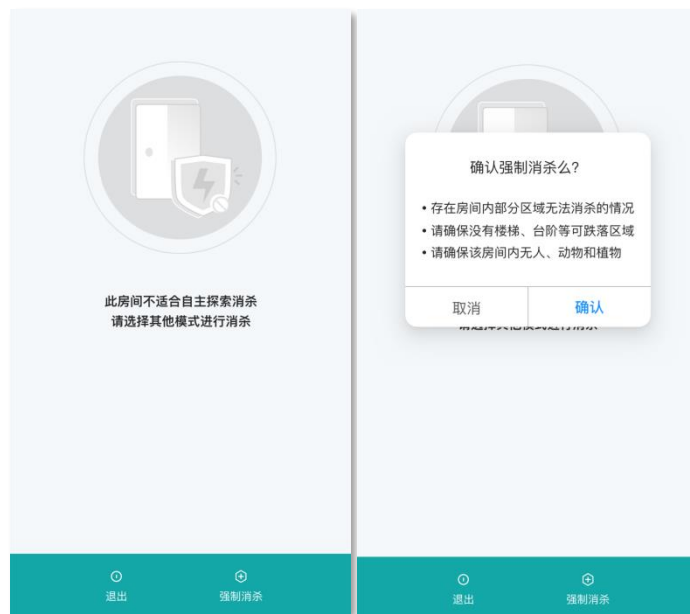 此房间不适合自主探索消杀
请选择其他模式进行消杀
退出
强制消杀
确认强制消杀么?
• 存在房间内部分区域无法消杀的情况
• 请确保没有楼梯、台阶等可跌落区域
• 请确保该房间内无人、动物和植物
取消
确认
退出
强制消杀